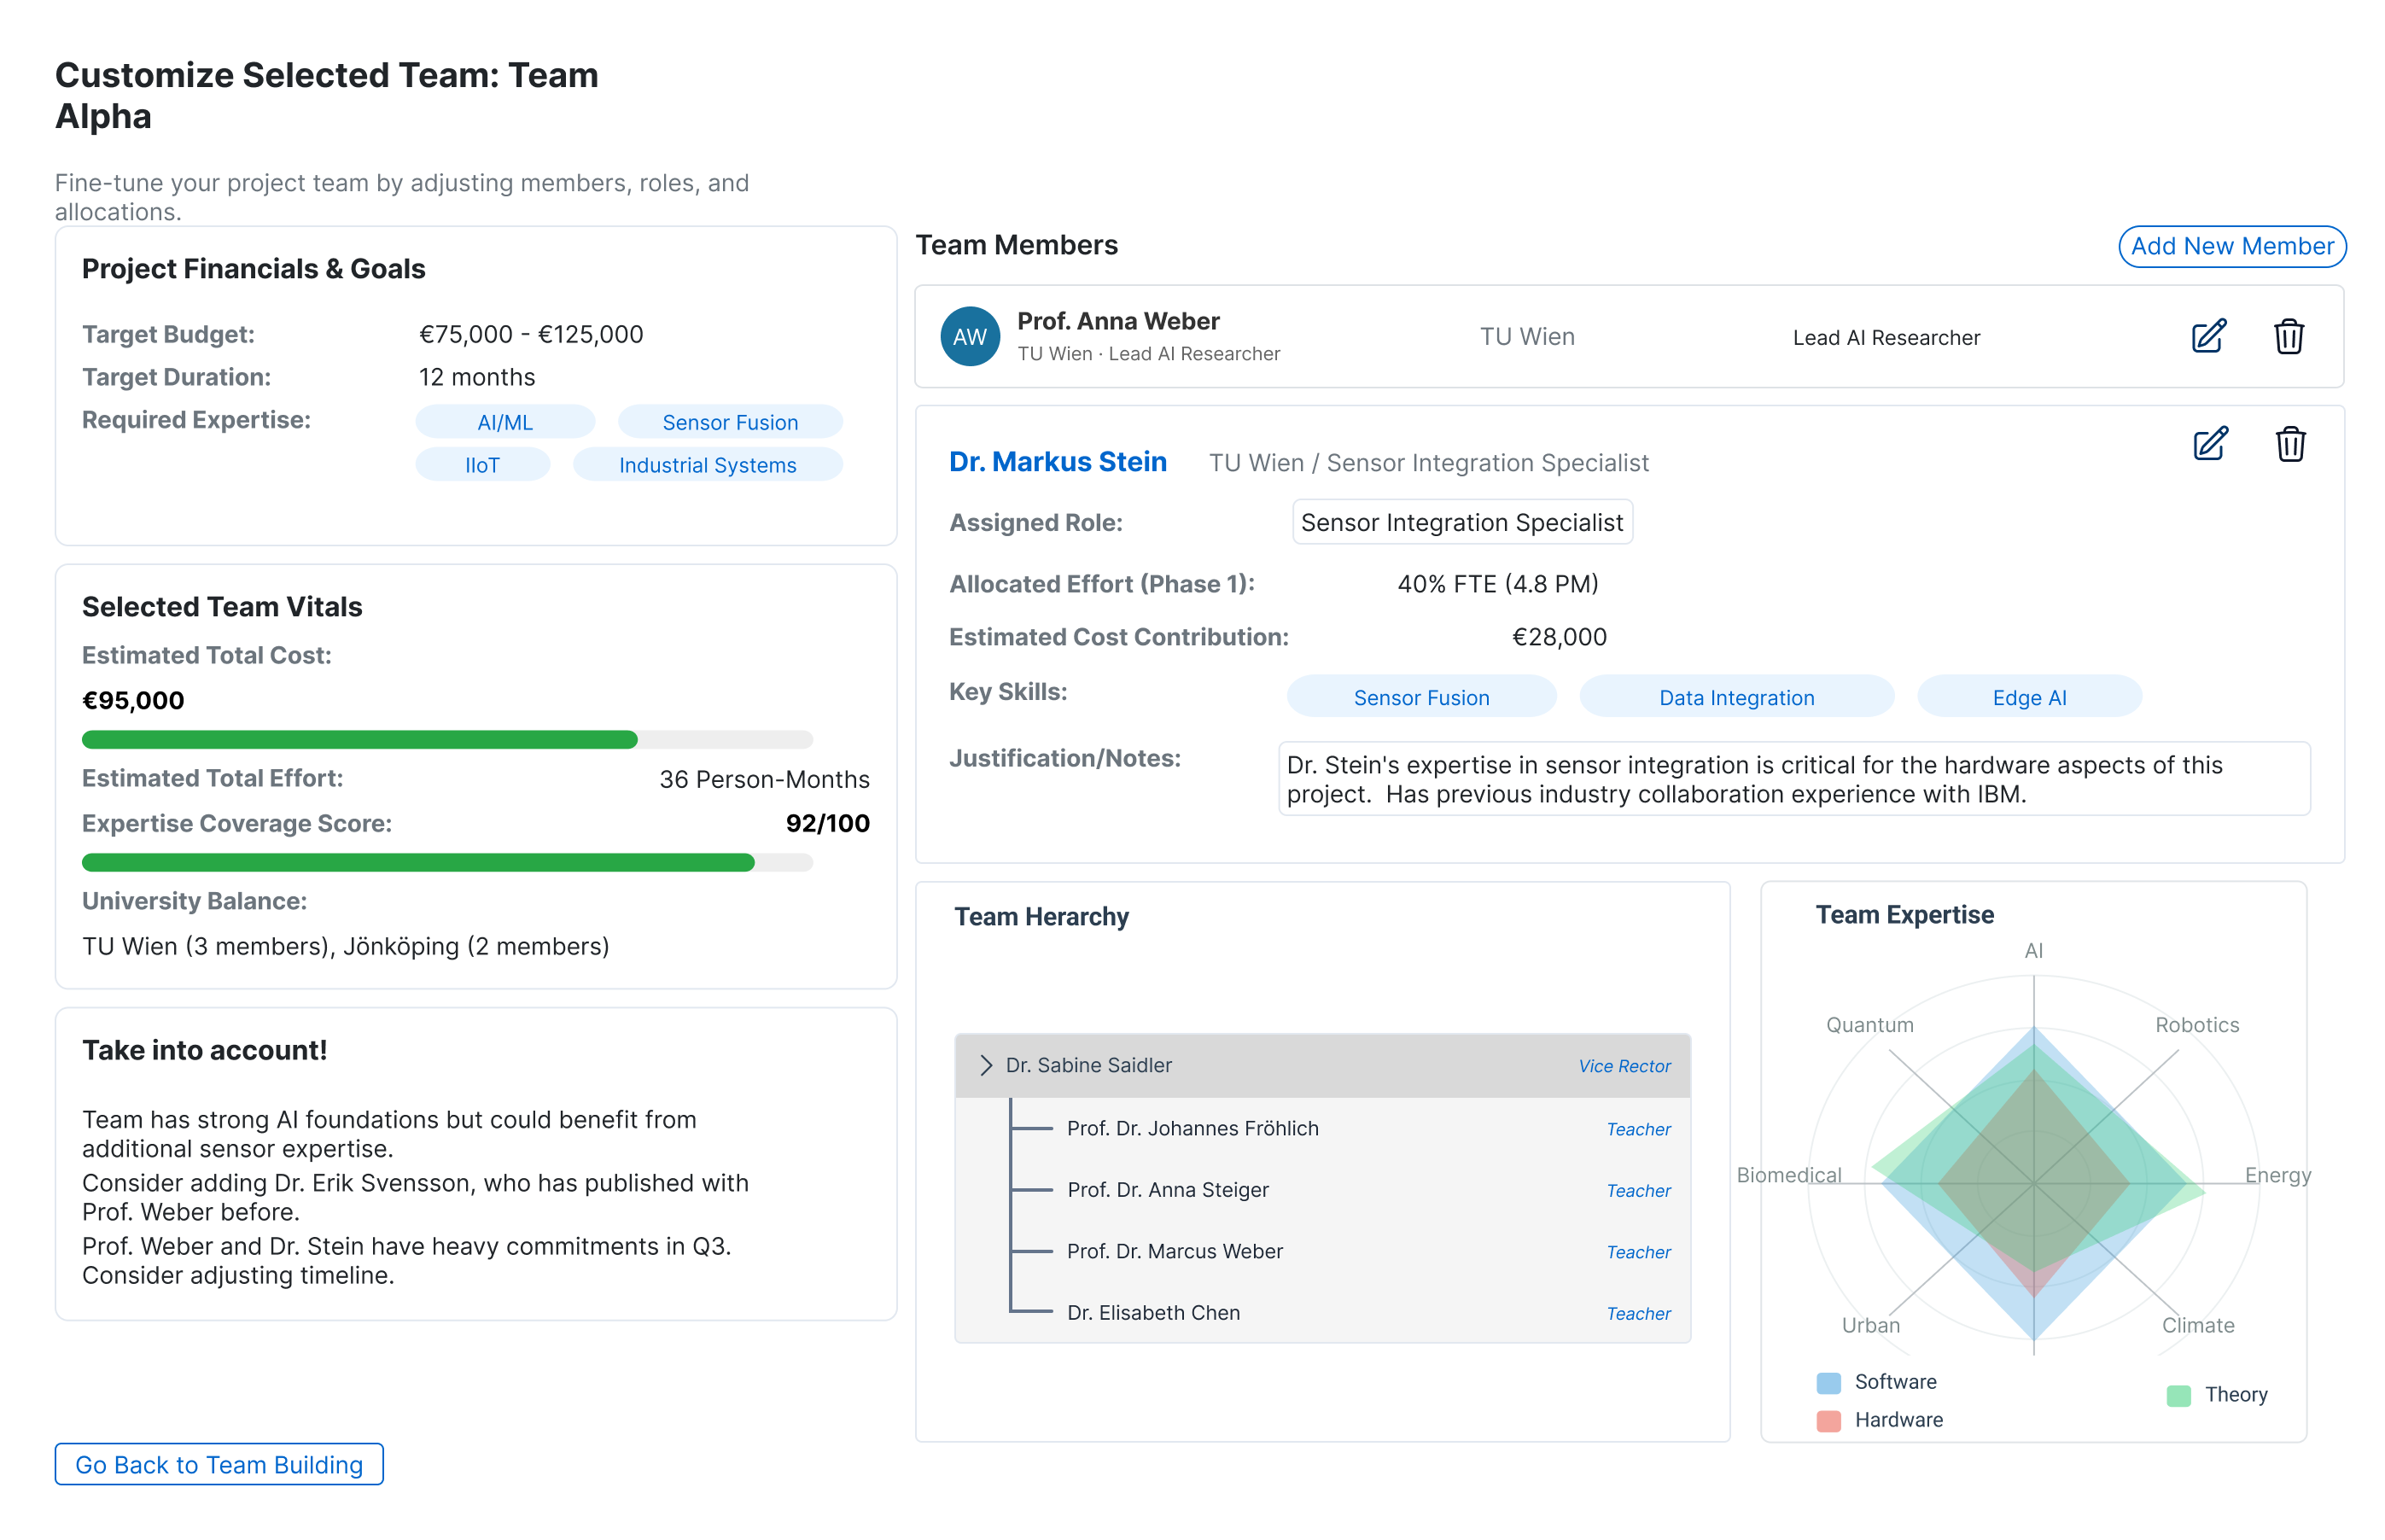 Customize Selected Team: Team
Alpha
Fine-tune your project team by adjusting members, roles, and
allocations.
Project Financials & Goals
Target Budget: €75,000 - €125,000
Target Duration: 12 months
Required Expertise: AI/ML Sensor Fusion
IIoT Industrial Systems
Selected Team Vitals
Estimated Total Cost:
€95,000
Estimated Total Effort: 36 Person-Months
Expertise Coverage Score: 92/100
University Balance:
TU Wien (3 members), Jönköping (2 members)
Take into account!
Team has strong AI foundations but could benefit from
additional sensor expertise.
Consider adding Dr. Erik Svensson, who has published with
Prof. Weber before.
Prof. Weber and Dr. Stein have heavy commitments in Q3.
Consider adjusting timeline.
Go Back to Team Building
Team Members Add New Member
AW Prof. Anna Weber
TU Wien · Lead AI Researcher
TU Wien Lead AI Researcher
Dr. Markus Stein TU Wien / Sensor Integration Specialist
Assigned Role: Sensor Integration Specialist
Allocated Effort (Phase 1): 40% FTE (4.8 PM)
Estimated Cost Contribution: €28,000
Key Skills: Sensor Fusion Data Integration Edge AI
Justification/Notes: Dr. Stein's expertise in sensor integration is critical for the hardware aspects of this
project.  Has previous industry collaboration experience with IBM.
Team Herarchy
Dr. Sabine Saidler Vice Rector
Prof. Dr. Johannes Fröhlich Teacher
Prof. Dr. Anna Steiger Teacher
Prof. Dr. Marcus Weber Teacher
Dr. Elisabeth Chen Teacher
Team Expertise
AI
Quantum Robotics
Biomedical Energy
Urban Climate
Software Theory
Hardware